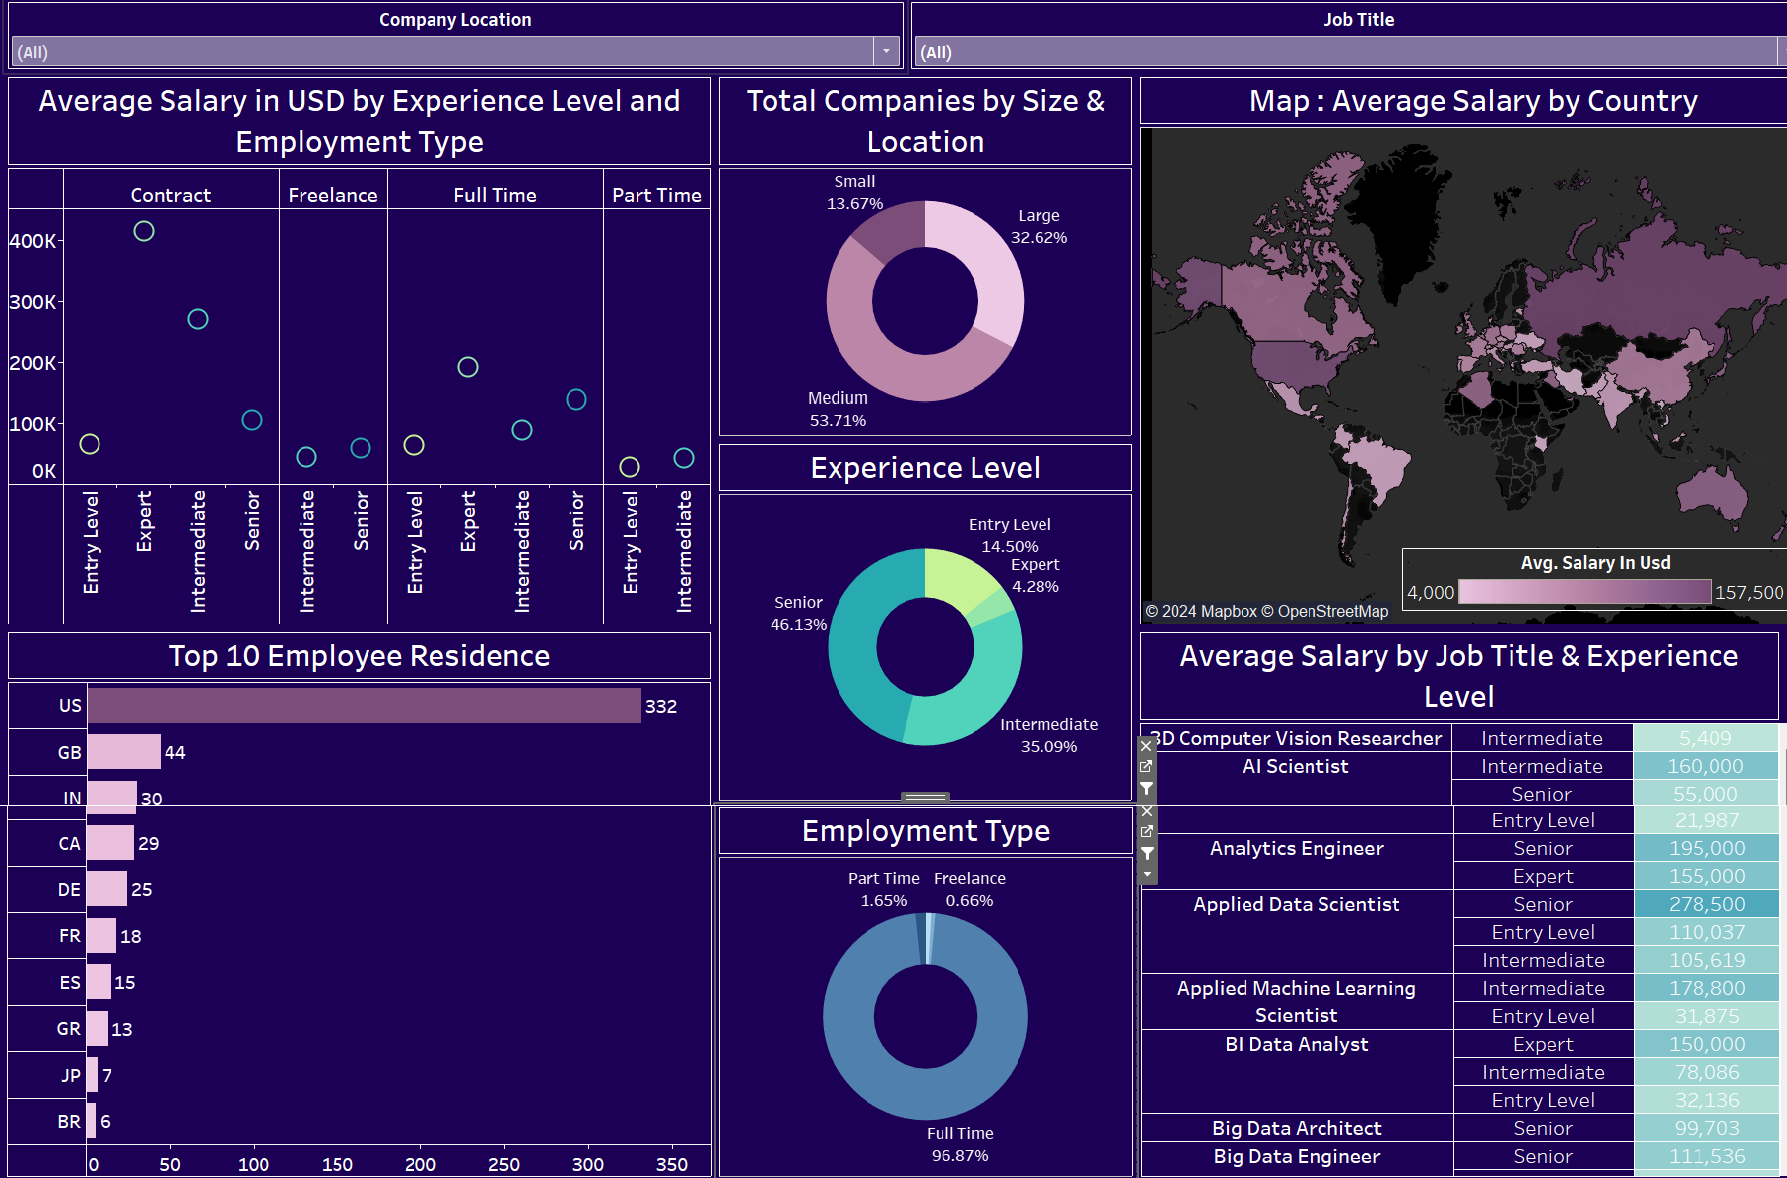 Company Location
(All)
Job Title
(All)
Average Salary in USD by Experience Level and
Employment Type
Contract
Freelance
Full Time
Part Time
400K
300K
200K
100K
0K
Entry Level
Expert
Intermediate
Senior
Intermediate
Senior
Entry Level
Expert
Intermediate
Senior
Entry Level
Intermediate
Total Companies by Size &
Location
Small
13.67%
Large
32.62%
Medium
53.71%
Map : Average Salary by Country
Avg. Salary In Usd
4,000
157,500
© 2024 Mapbox © OpenStreetMap
Experience Level
Entry Level
14.50%
Expert
4.28%
Senior
46.13%
Intermediate
35.09%
Top 10 Employee Residence
US 332
GB 44
IN 30
CA 29
DE 25
FR 18
ES 15
GR 13
JP 7
BR 6
0 50 100 150 200 250 300 350
Employment Type
Part Time
1.65%
Freelance
0.66%
Full Time
96.87%
Average Salary by Job Title & Experience
Level
3D Computer Vision Researcher Intermediate 5,409
AI Scientist Intermediate 160,000
Senior 55,000
Entry Level 21,987
Analytics Engineer Senior 195,000
Expert 155,000
Applied Data Scientist Senior 278,500
Entry Level 110,037
Intermediate 105,619
Applied Machine Learning Intermediate 178,800
Scientist Entry Level 31,875
BI Data Analyst Expert 150,000
Intermediate 78,086
Entry Level 32,136
Big Data Architect Senior 99,703
Big Data Engineer Senior 111,536